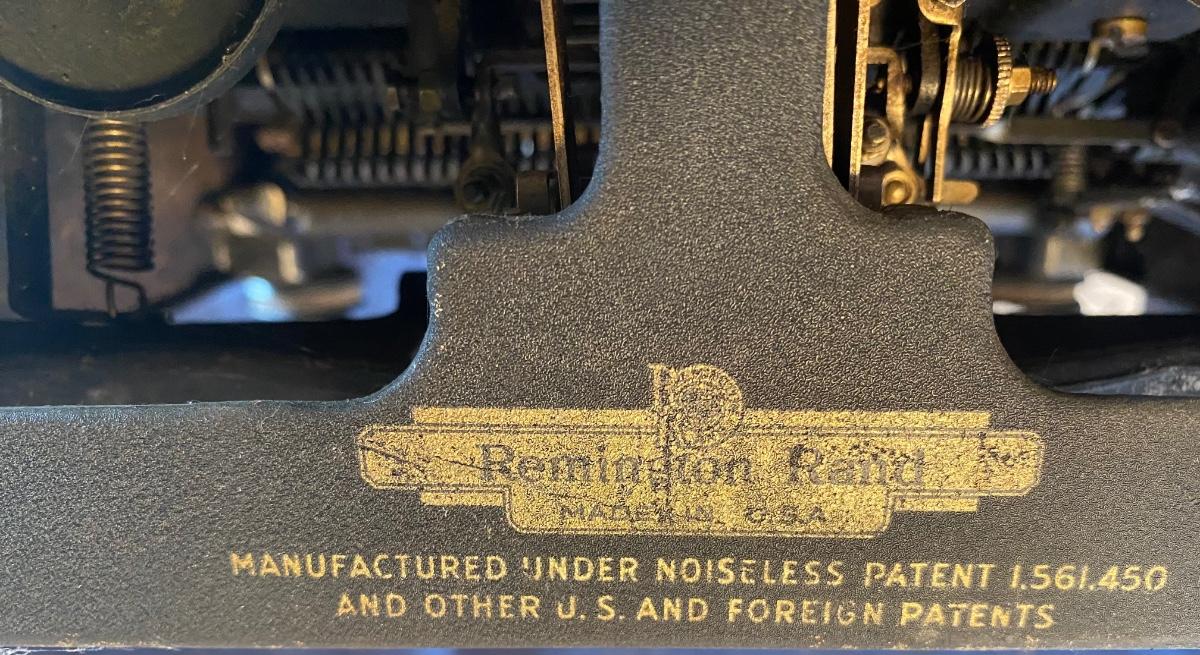 Remington Rand
MADE IN U.S.A
MANUFACTURED UNDER NOISELESS PATENT 1.561.450
AND OTHER U.S. AND FOREIGN PATENTS